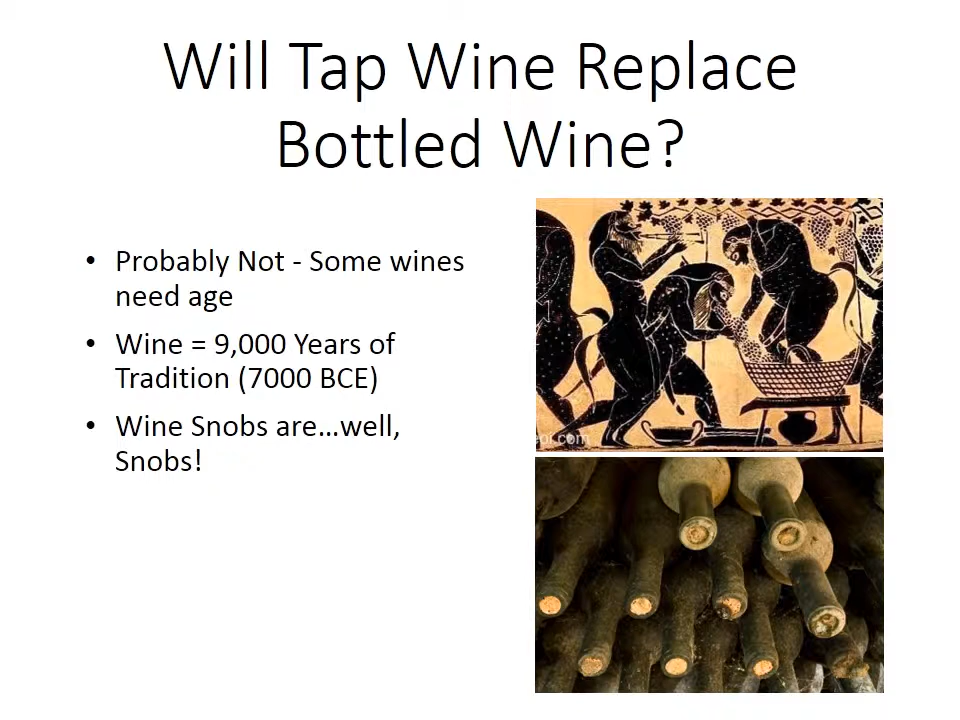 Will Tap Wine Replace
Bottled Wine?
• Probably Not - Some wines
need age
• Wine = 9,000 Years of
Tradition (7000 BCE)
• Wine Snobs are…well,
Snobs!